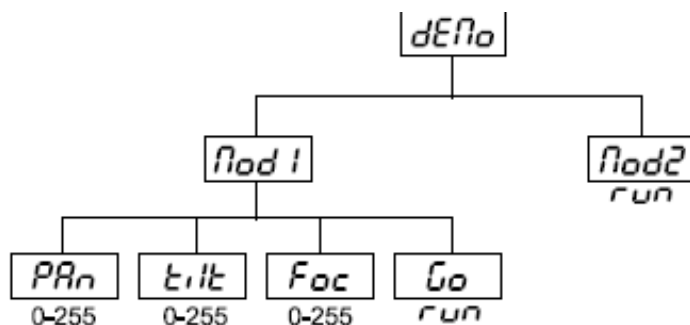 dEMo
Mod1 Mod2
run
PAn tilt Foc Go
0-255 0-255 0-255 run